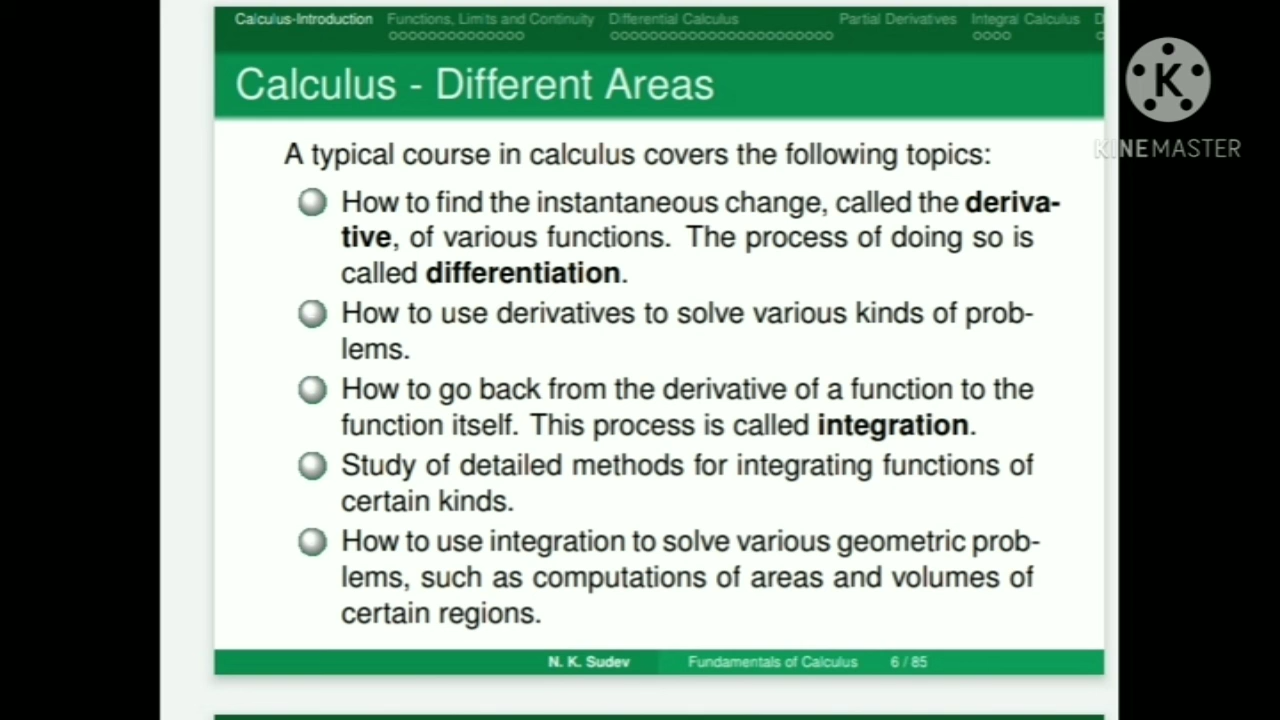 Calculus-Introduction Functions, Limits and Continuity Differential Calculus Partial Derivatives Integral Calculus D
Calculus - Different Areas
K
KINEMASTER
A typical course in calculus covers the following topics:
How to find the instantaneous change, called the deriva-
tive, of various functions. The process of doing so is
called differentiation.
How to use derivatives to solve various kinds of prob-
lems.
How to go back from the derivative of a function to the
function itself. This process is called integration.
Study of detailed methods for integrating functions of
certain kinds.
How to use integration to solve various geometric prob-
lems, such as computations of areas and volumes of
certain regions.
N. K. Sudev Fundamentals of Calculus 6 / 85